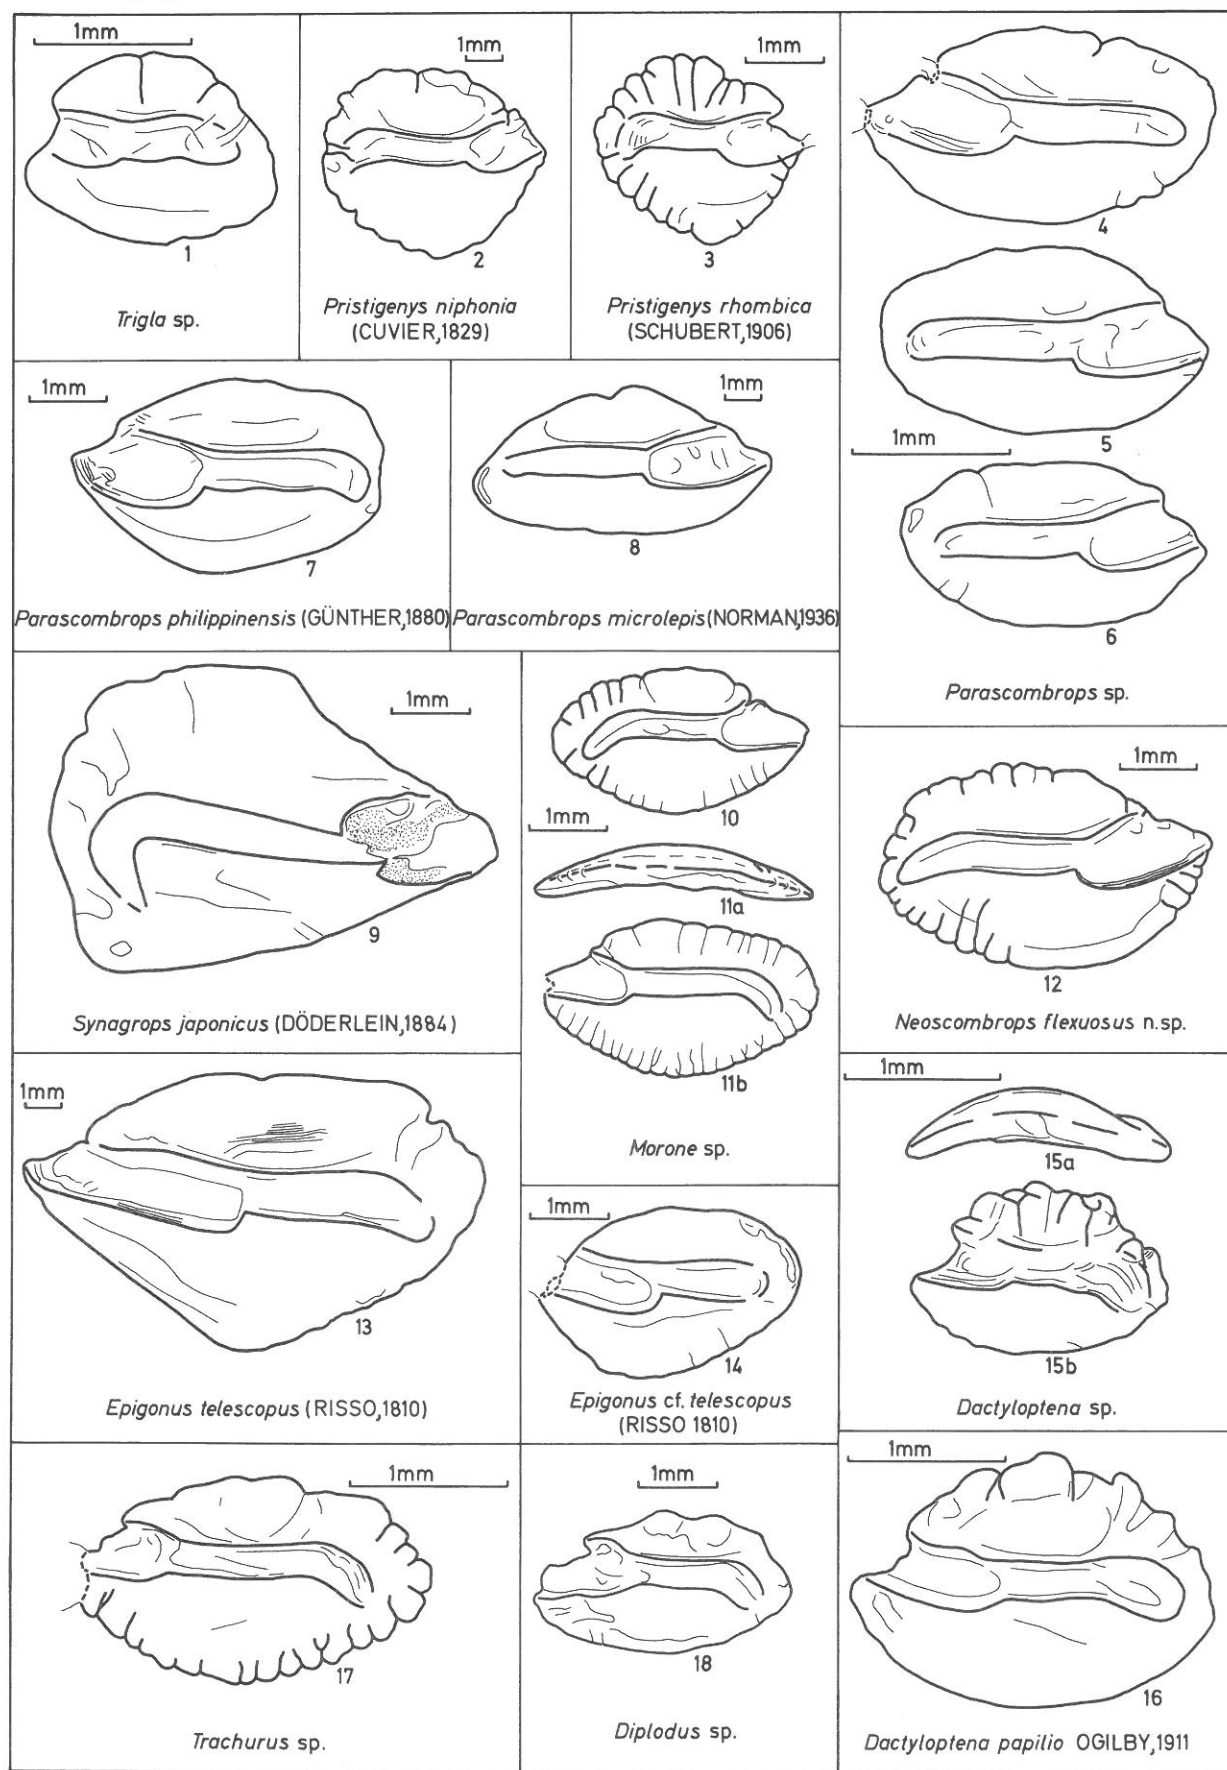 1mm
1
Trigla sp.
1mm
2
Pristigenys niphonia
(CUVIER,1829)
1mm
3
Pristigenys rhombica
(SCHUBERT,1906)
4
5
1mm
6
Parascombrops sp.
1mm
7
Parascombrops philippinensis (GÜNTHER,1880)
1mm
8
Parascombrops microlepis (NORMAN,1936)
1mm
9
Synagrops japonicus (DÖDERLEIN,1884)
10
1mm
11a
11b
Morone sp.
1mm
12
Neoscombrops flexuosus n.sp.
1mm
13
Epigonus telescopus (RISSO,1810)
1mm
14
Epigonus cf. telescopus
(RISSO 1810)
1mm
15a
15b
Dactyloptena sp.
1mm
17
Trachurus sp.
1mm
18
Diplodus sp.
1mm
16
Dactyloptena papilio OGILBY,1911